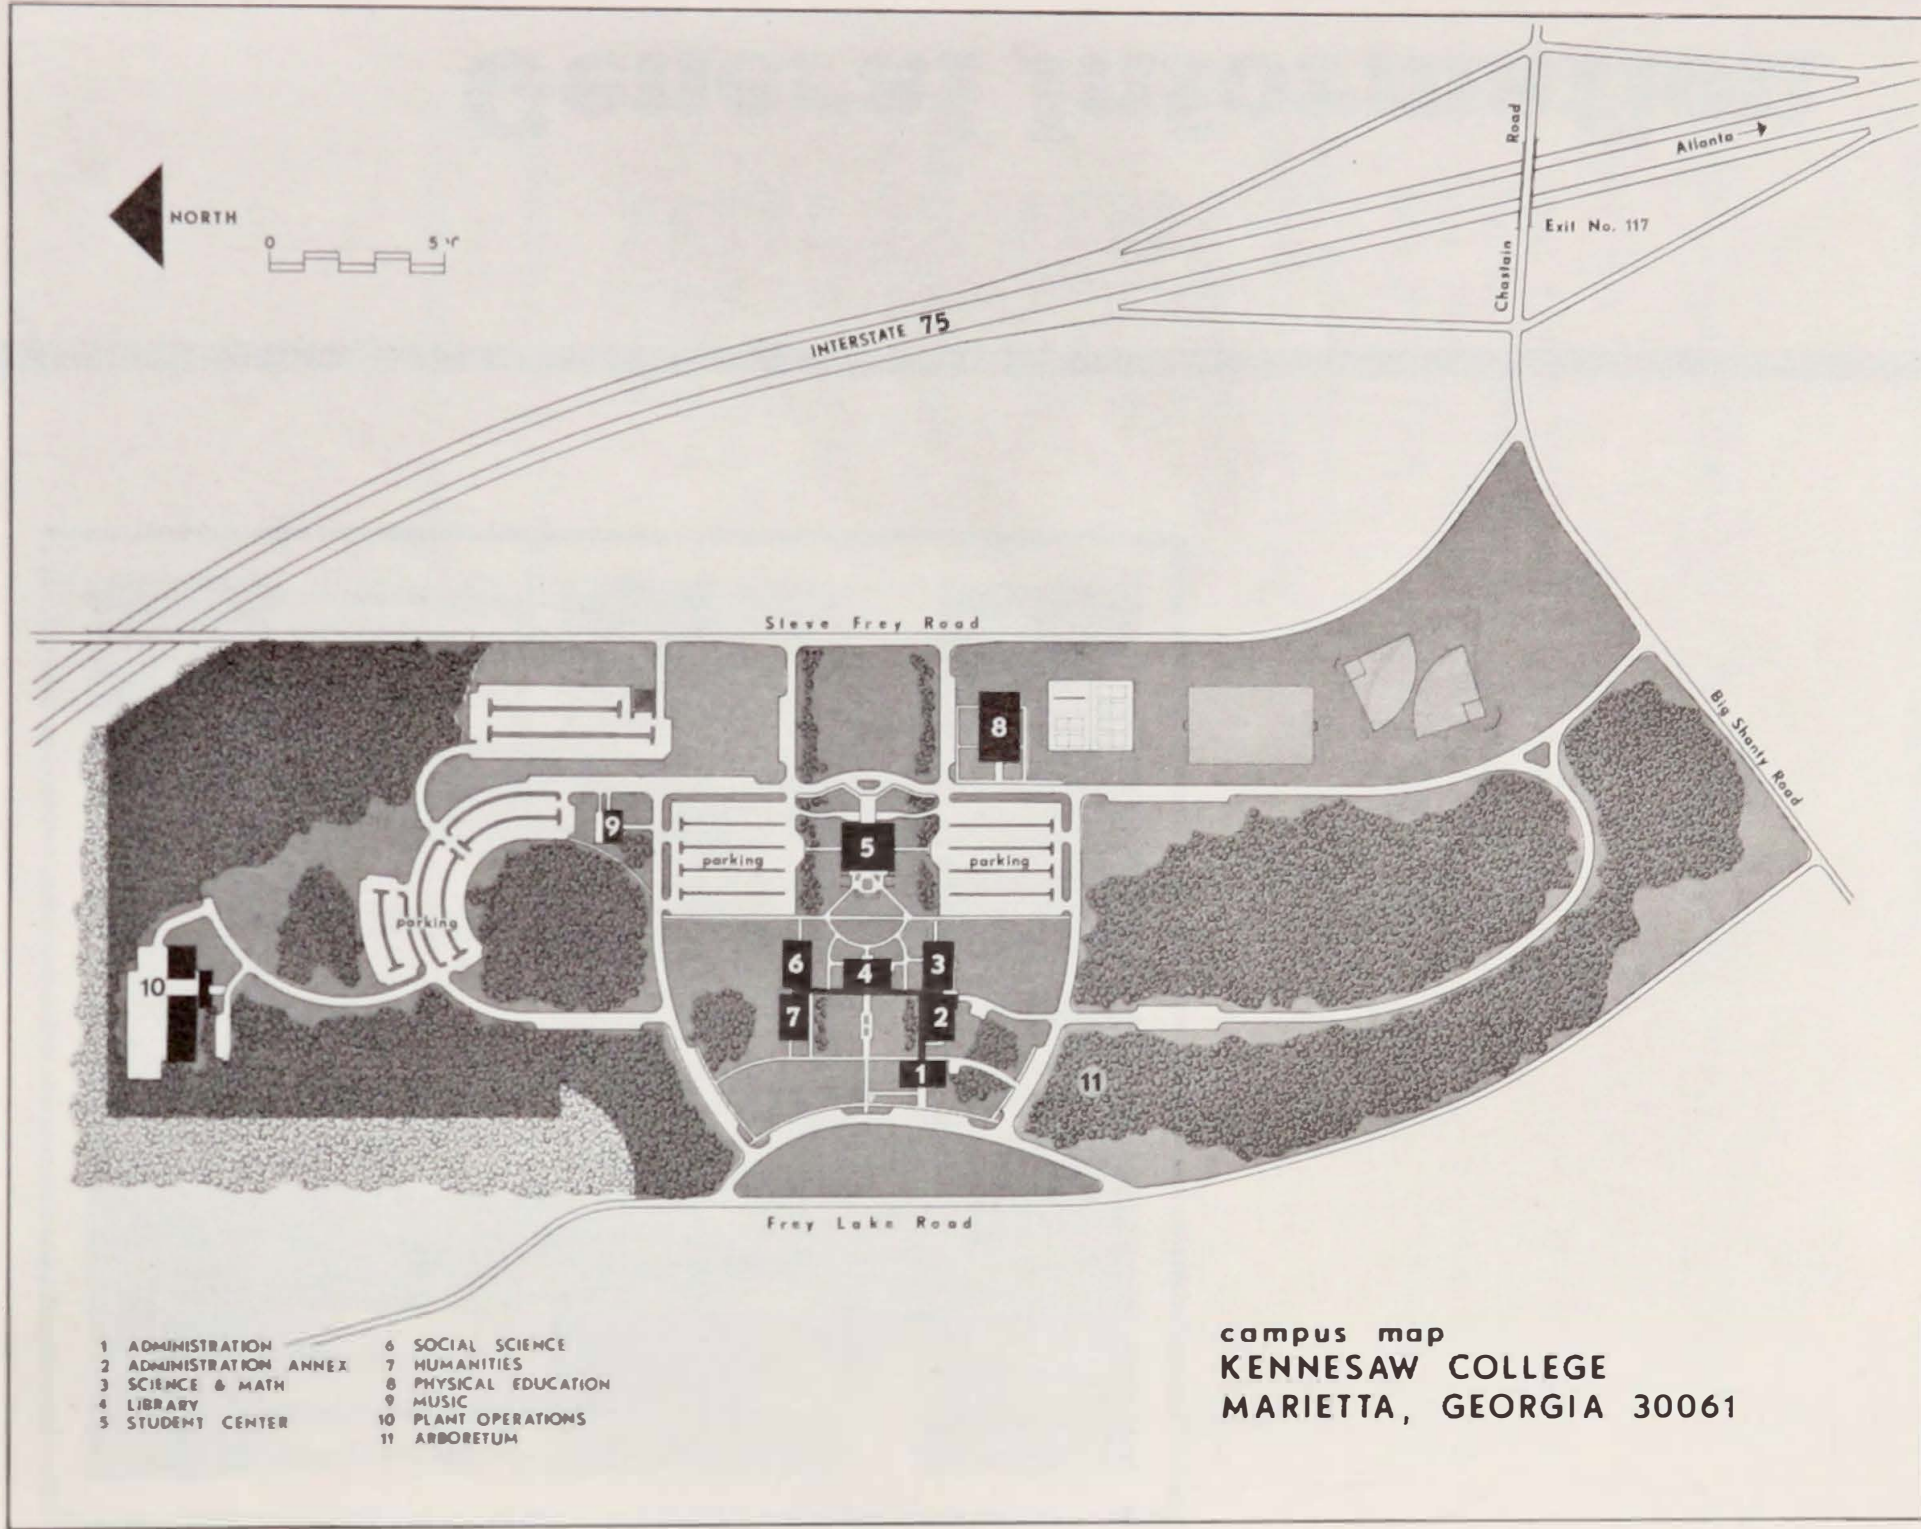 Road
Atlanta
NORTH
0
Exit No. 117
Chastain
INTERSTATE 75
Steve Frey Road
8
Big Shanty Road
9
5
parking
parking
parking
6
4
3
10
7
2
1
11
Frey Lake Road
1 ADMINISTRATION
2 ADMINISTRATION ANNEX
3 SCIENCE & MATH
4 LIBRARY
5 STUDENT CENTER
6 SOCIAL SCIENCE
7 HUMANITIES
8 PHYSICAL EDUCATION
9 MUSIC
10 PLANT OPERATIONS
11 ARBORETUM
campus map
KENNESAW COLLEGE
MARIETTA, GEORGIA 30061